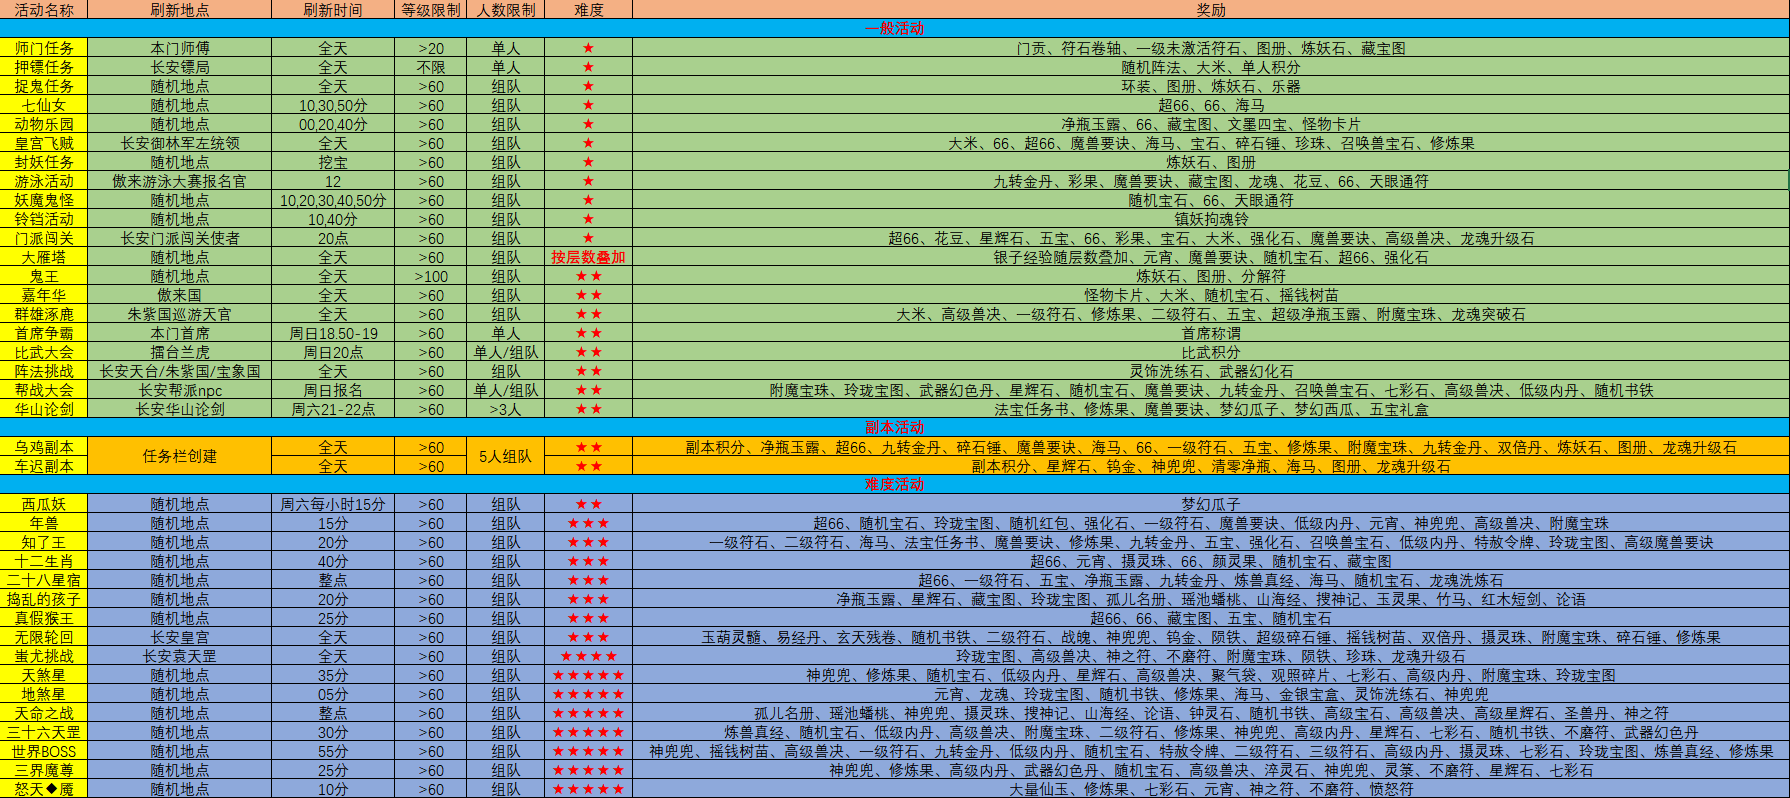 活动名称 刷新地点 刷新时间 等级限制 人数限制 难度 奖励
一般活动
师门任务 本门师傅 全天 >20 单人 ★ 门贡、符石卷轴、一级未激活符石、图册、炼妖石、藏宝图
押镖任务 长安镖局 全天 不限 单人 ★ 随机阵法、大米、单人积分
捉鬼任务 随机地点 全天 >60 组队 ★ 环装、图册、炼妖石、乐器
七仙女 随机地点 10,30,50分 >60 组队 ★ 超66、66、海马
动物乐园 随机地点 00,20,40分 >60 组队 ★ 净瓶玉露、66、藏宝图、文墨四宝、怪物卡片
皇宫飞贼 长安御林军左统领 全天 >60 组队 ★ 大米、66、超66、魔兽要诀、海马、宝石、碎石锤、珍珠、召唤兽宝石、修炼果
封妖任务 随机地点 挖宝 >60 组队 ★ 炼妖石、图册
游泳活动 傲来游泳大赛报名官 12 >60 组队 ★ 九转金丹、彩果、魔兽要诀、藏宝图、龙魂、花豆、66、天眼通符
妖魔鬼怪 随机地点 10,20,30,40,50分 >60 组队 ★ 随机宝石、66、天眼通符
铃铛活动 随机地点 10,40分 >60 组队 ★ 镇妖拘魂铃
门派闯关 长安门派闯关使者 20点 >60 组队 ★ 超66、花豆、星辉石、五宝、66、彩果、宝石、大米、强化石、魔兽要诀、高级兽决、龙魂升级石
大雁塔 随机地点 全天 >60 组队 按层数叠加 银子经验随层数叠加、元宵、魔兽要诀、随机宝石、超66、强化石
鬼王 随机地点 全天 >100 组队 ★★ 炼妖石、图册、分解符
嘉年华 傲来国 全天 >60 组队 ★★ 怪物卡片、大米、随机宝石、摇钱树苗
群雄逐鹿 朱紫国巡游天官 全天 >60 组队 ★★ 大米、高级兽决、一级符石、修炼果、二级符石、五宝、超级净瓶玉露、附魔宝珠、龙魂突破石
首席争霸 本门首席 周日18.50-19 >60 单人 ★★ 首席称谓
比武大会 擂台兰虎 周日20点 >60 单人/组队 ★★ 比武积分
阵法挑战 长安天台/朱紫国/宝象国 全天 >60 组队 ★★ 灵饰洗练石、武器幻化石
帮战大会 长安帮派npc 周日报名 >60 单人/组队 ★★ 附魔宝珠、玲珑宝图、武器幻色丹、星辉石、随机宝石、魔兽要诀、九转金丹、召唤兽宝石、七彩石、高级兽决、低级内丹、随机书铁
华山论剑 长安华山论剑 周六21-22点 >60 >3人 ★★ 法宝任务书、修炼果、魔兽要诀、梦幻瓜子、梦幻西瓜、五宝礼盒
副本活动
乌鸡副本 任务栏创建 全天 >60 5人组队 ★★ 副本积分、净瓶玉露、超66、九转金丹、碎石锤、魔兽要诀、海马、66、一级符石、五宝、修炼果、附魔宝珠、九转金丹、双倍丹、炼妖石、图册、龙魂升级石
车迟副本 全天 >60 ★★ 副本积分、星辉石、钨金、神兜兜、清零净瓶、海马、图册、龙魂升级石
难度活动
西瓜妖 随机地点 周六每小时15分 >60 组队 ★★ 梦幻瓜子
年兽 随机地点 15分 >60 组队 ★★★ 超66、随机宝石、玲珑宝图、随机红包、强化石、一级符石、魔兽要诀、低级内丹、元宵、神兜兜、高级兽决、附魔宝珠
知了王 随机地点 20分 >60 组队 ★★★ 一级符石、二级符石、海马、法宝任务书、魔兽要诀、修炼果、九转金丹、五宝、强化石、召唤兽宝石、低级内丹、特赦令牌、玲珑宝图、高级魔兽要诀
十二生肖 随机地点 40分 >60 组队 ★★★ 超66、元宵、摄灵珠、66、颜灵果、随机宝石、藏宝图
二十八星宿 随机地点 整点 >60 组队 ★★★ 超66、一级符石、五宝、净瓶玉露、九转金丹、炼兽真经、海马、随机宝石、龙魂洗炼石
捣乱的孩子 随机地点 20分 >60 组队 ★★★ 净瓶玉露、星辉石、藏宝图、玲珑宝图、孤儿名册、瑶池蟠桃、山海经、搜神记、玉灵果、竹马、红木短剑、论语
真假猴王 随机地点 25分 >60 组队 ★★★ 超66、66、藏宝图、五宝、随机宝石
无限轮回 长安皇宫 全天 >60 组队 ★★★ 玉葫灵髓、易经丹、玄天残卷、随机书铁、二级符石、战魄、神兜兜、钨金、陨铁、超级碎石锤、摇钱树苗、双倍丹、摄灵珠、附魔宝珠、碎石锤、修炼果
蚩尤挑战 长安袁天罡 全天 >60 组队 ★★★★ 玲珑宝图、高级兽决、神之符、不磨符、附魔宝珠、陨铁、珍珠、龙魂升级石
天煞星 随机地点 35分 >60 组队 ★★★★★ 神兜兜、修炼果、随机宝石、低级内丹、星辉石、高级兽决、聚气袋、观照碎片、七彩石、高级内丹、附魔宝珠、玲珑宝图
地煞星 随机地点 05分 >60 组队 ★★★★★ 元宵、龙魂、玲珑宝图、随机书铁、修炼果、海马、金银宝盒、灵饰洗练石、神兜兜
天命之战 随机地点 整点 >60 组队 ★★★★★ 孤儿名册、瑶池蟠桃、神兜兜、摄灵珠、搜神记、山海经、论语、钟灵石、随机书铁、高级宝石、高级兽决、高级星辉石、圣兽丹、神之符
三十六天罡 随机地点 30分 >60 组队 ★★★★★ 炼兽真经、随机宝石、低级内丹、高级兽决、附魔宝珠、二级符石、修炼果、神兜兜、高级内丹、星辉石、七彩石、随机书铁、不磨符、武器幻色丹
世界BOSS 随机地点 55分 >60 组队 ★★★★★ 神兜兜、摇钱树苗、高级兽决、一级符石、九转金丹、低级内丹、随机宝石、特赦令牌、二级符石、三级符石、高级内丹、摄灵珠、七彩石、玲珑宝图、炼兽真经、修炼果
三界魔尊 随机地点 25分 >60 组队 ★★★★★ 神兜兜、修炼果、高级内丹、武器幻色丹、随机宝石、高级兽决、淬灵石、神兜兜、灵箓、不磨符、星辉石、七彩石
怒天◆魇 随机地点 10分 >60 组队 ★★★★★ 大量仙玉、修炼果、七彩石、元宵、神之符、不磨符、愤怒符